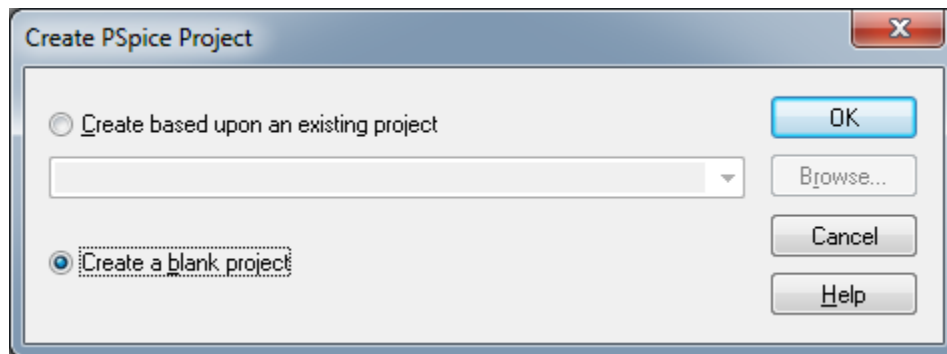 Create PSpice Project
Create based upon an existing project
OK
Browse...
Create a blank project
Cancel
Help